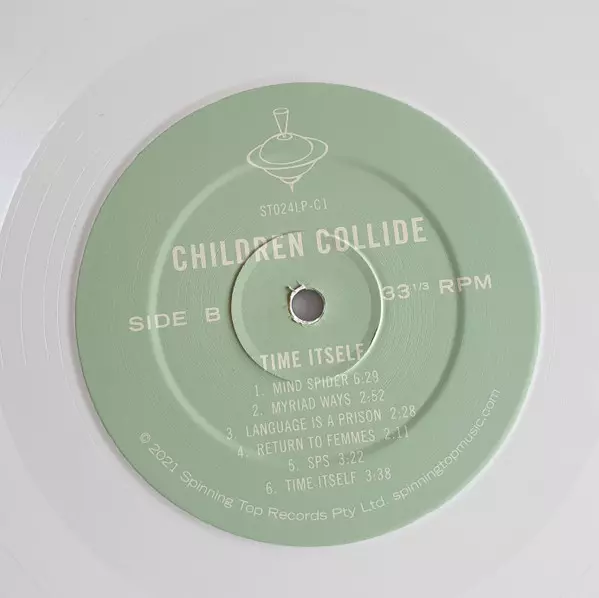 ST024LP-C1
CHILDREN COLLIDE
SIDE B
33 1/3 RPM
TIME ITSELF
1. MIND SPIDER 6:29
2. MYRIAD WAYS 2:52
3. LANGUAGE IS A PRISON 2:28
4. RETURN TO FEMMES 2:11
5. SPS 3:22
6. TIME ITSELF 3:38
© 2021 Spinning Top Records Pty Ltd. spinningtopmusic.com